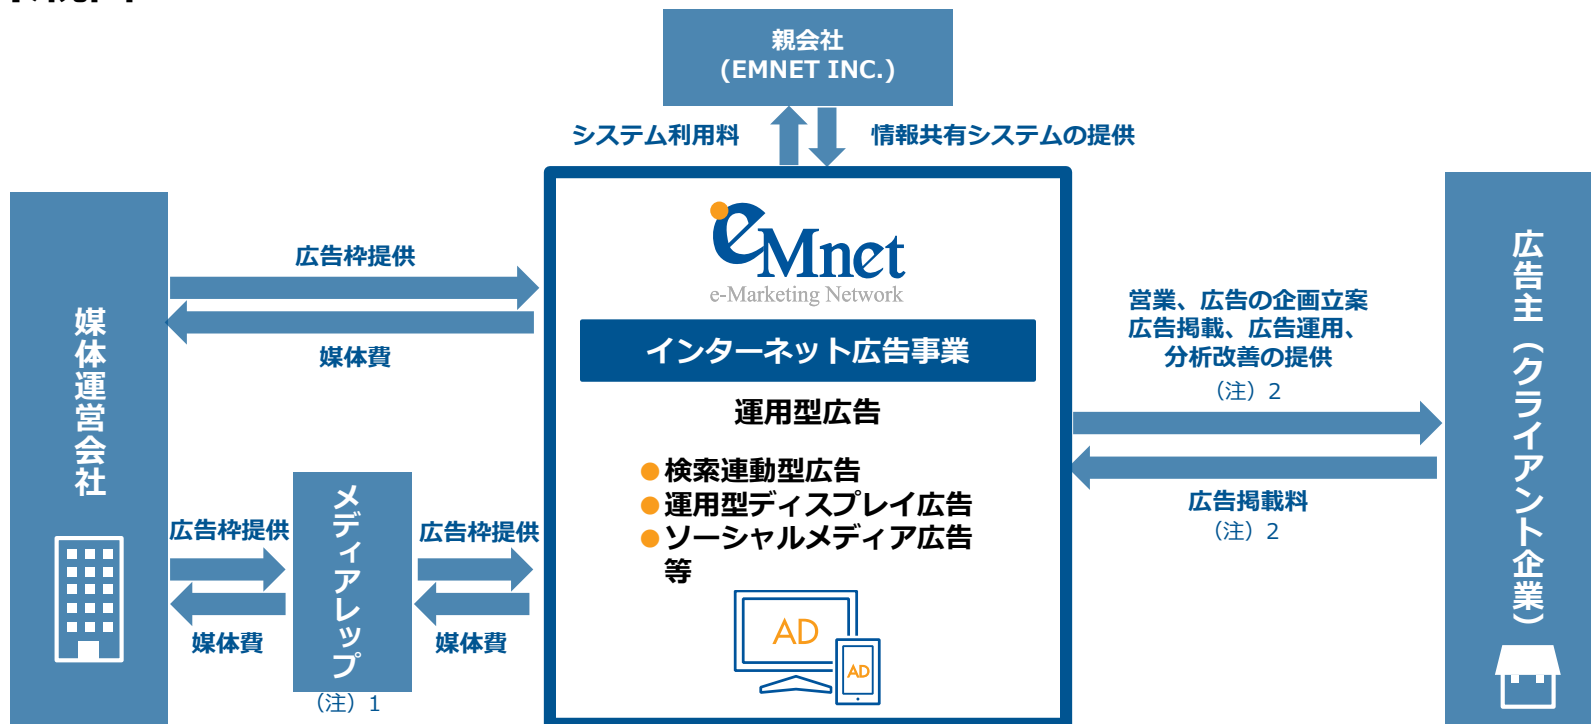 親会社
(EMNET INC.)
システム利用料
情報共有システムの提供
媒体運営会社
広告枠提供
媒体費
eMnet
e-Marketing Network
インターネット広告事業
運用型広告
●検索連動型広告
●運用型ディスプレイ広告
●ソーシャルメディア広告
等
AD
AD
広告枠提供
媒体費
メディアレップ
（注）1
広告枠提供
媒体費
営業、広告の企画立案
広告掲載、広告運用、
分析改善の提供
（注）2
広告掲載料
（注）2
広告主（クライアント企業）